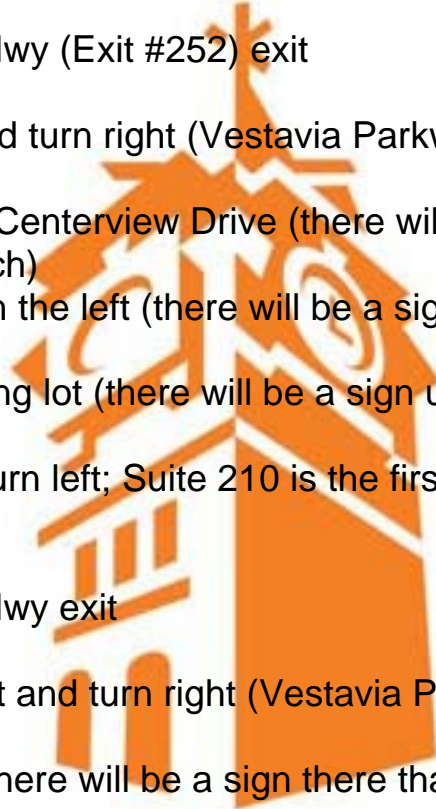 lwy (Exit #252) exit
d turn right (Vestavia Parkw
Centerview Drive (there wil
ch)
n the left (there will be a sig
ng lot (there will be a sign u
urn left; Suite 210 is the firs
lwy exit
t and turn right (Vestavia P
here will be a sign there tha